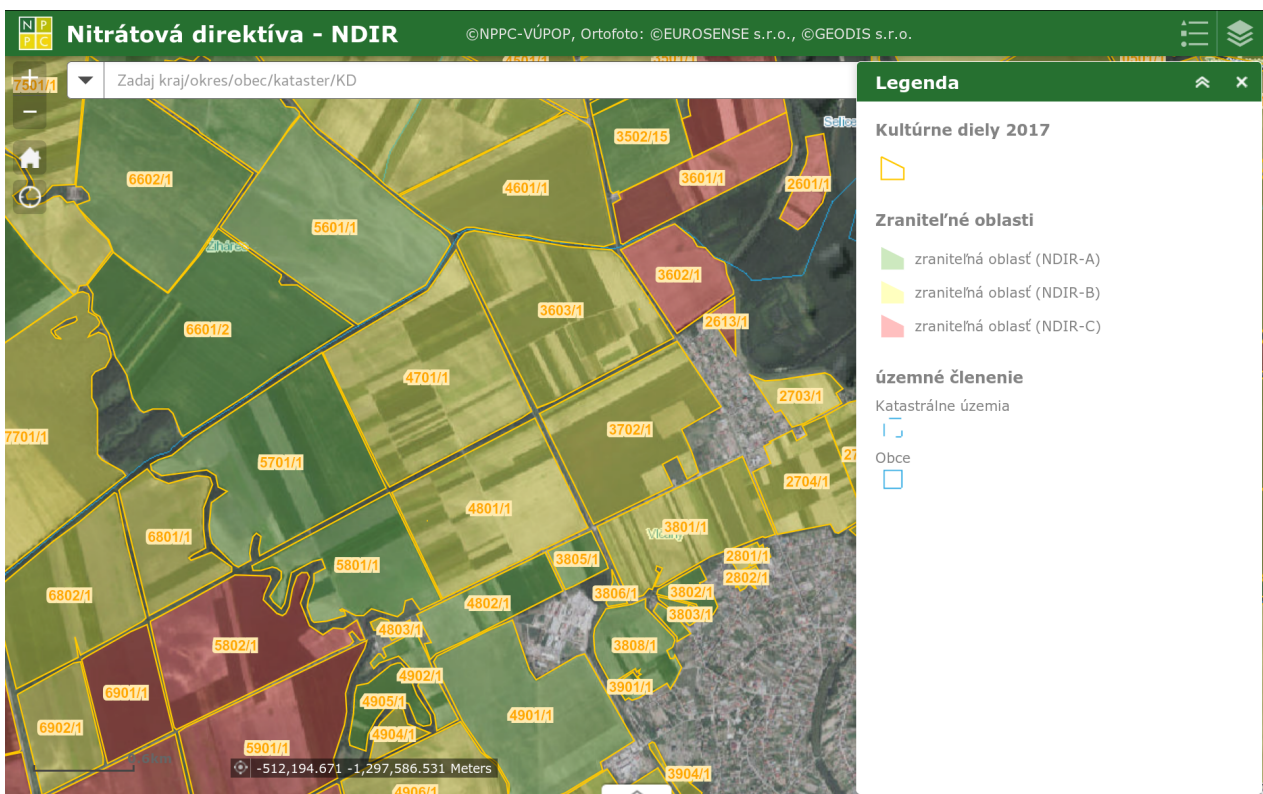 N P P C
Nitrátová direktíva - NDIR
©NPPC-VÚPOP, Ortofoto: ©EUROSENSE s.r.o., ©GEODIS s.r.o.
7501/1
+
Zadaj kraj/okres/obec/kataster/KD
−
Legenda
Kultúrne diely 2017
Zraniteľné oblasti
zraniteľná oblasť (NDIR-A)
zraniteľná oblasť (NDIR-B)
zraniteľná oblasť (NDIR-C)
územné členenie
Katastrálne územia
Obce
3502/15
6602/1
4601/1
3601/1
2601/1
5601/1
Žihárec
3602/1
3603/1
2613/1
6601/2
4701/1
2703/1
7701/1
3702/1
5701/1
2704/1
4801/1
3801/1
Vlčany
6801/1
2801/1
3805/1
5801/1
2802/1
6802/1
3806/1
3802/1
4802/1
3803/1
4803/1
5802/1
3808/1
4902/1
6901/1
3901/1
4905/1
4901/1
6902/1
4904/1
5901/1
-512,194.671 -1,297,586.531 Meters
3904/1
4906/1